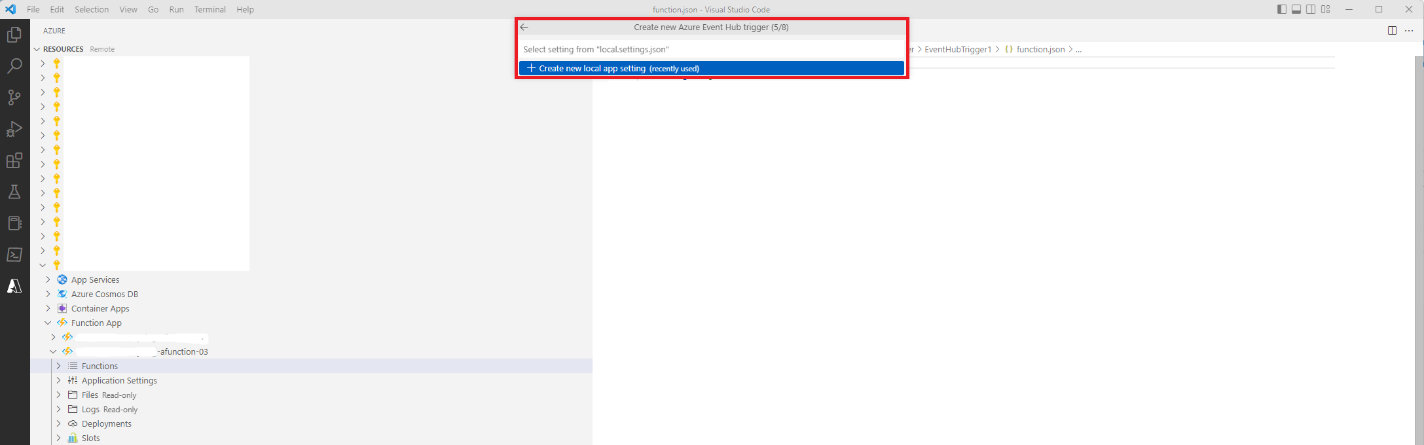 File Edit Selection View Go Run Terminal Help
function.json - Visual Studio Code
AZURE
RESOURCES Remote
Create new Azure Event Hub trigger (5/8)
Select setting from "local.settings.json"
Create new local app setting (recently used)
EventHubTrigger1 > {} function.json > ...
App Services
Azure Cosmos DB
Container Apps
Function App
-afunction-03
Functions
Application Settings
Files Read-only
Logs Read-only
Deployments
Slots